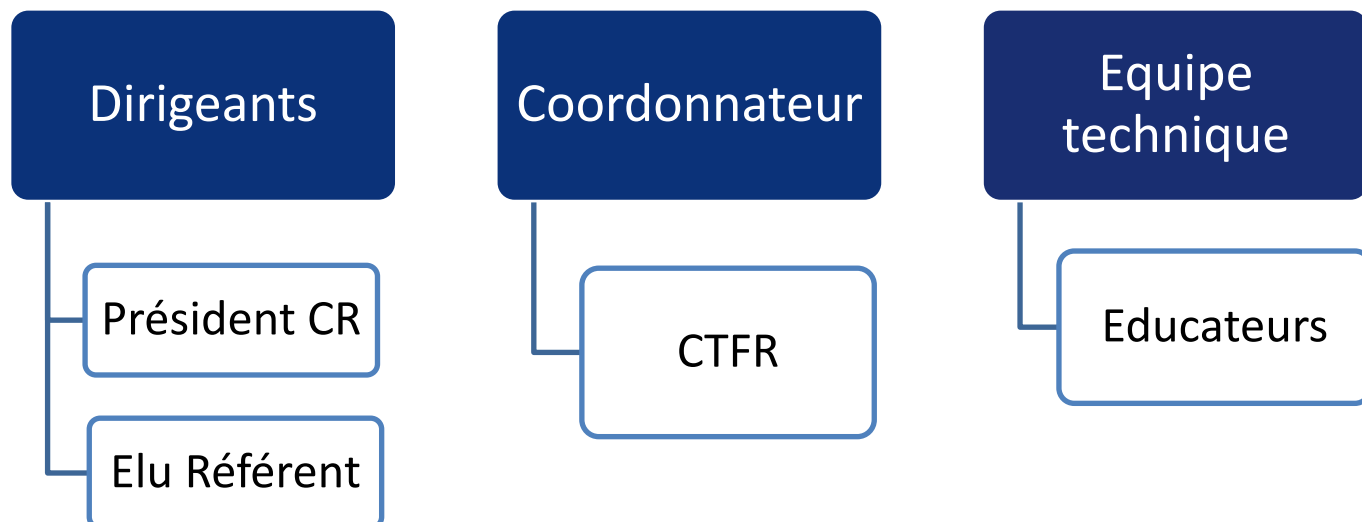 Dirigeants
Président CR
Elu Référent
Coordonnateur
CTFR
Equipe
technique
Educateurs